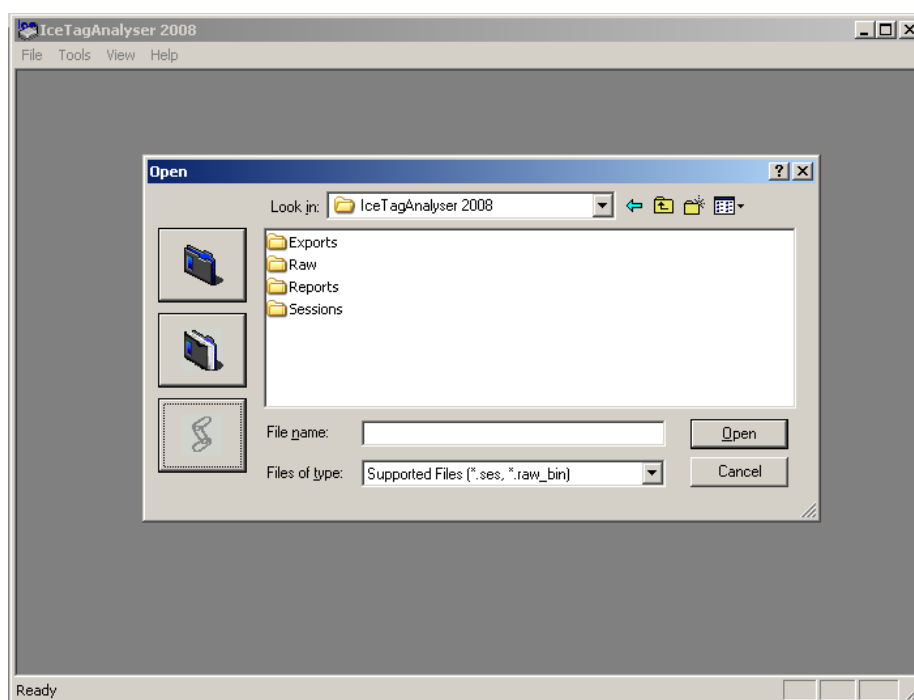 IceTagAnalyser 2008
File Tools View Help
Open
Look in: IceTagAnalyser 2008
Exports
Raw
Reports
Sessions
File name:
Open
Files of type: Supported Files (*.ses, *.raw_bin)
Cancel
Ready